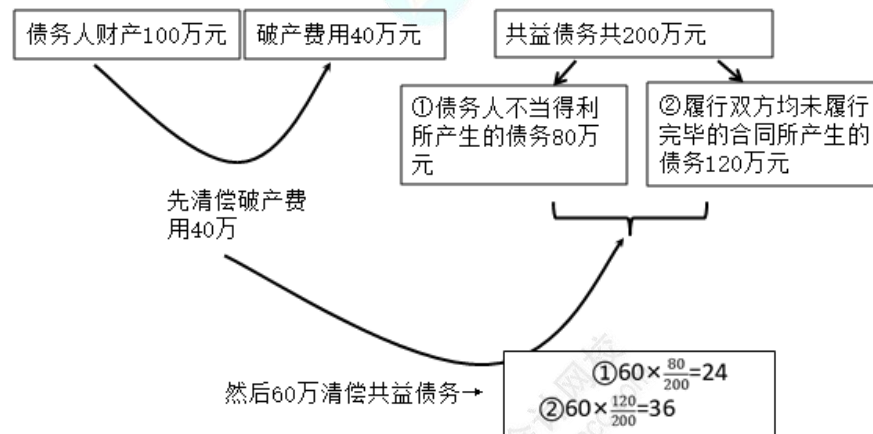 债务人财产100万元
破产费用40万元
共益债务共200万元
①债务人不当得利
所产生的债务80万
元
②履行双方均未履行
完毕的合同所产生的
债务120万元
先清偿破产费
用40万
然后60万清偿共益债务→
①60×80/200=24
②60×120/200=36